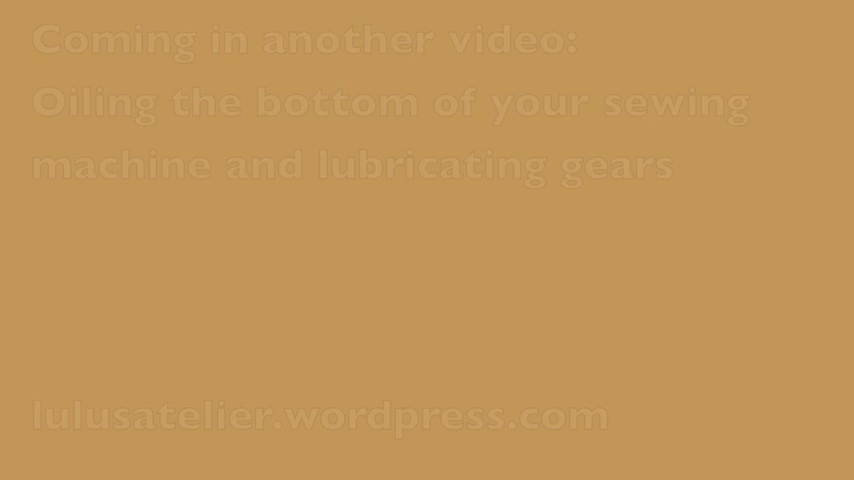 Coming in another video:
Oiling the bottom of your sewing
machine and lubricating gears
lulusatelier.wordpress.com